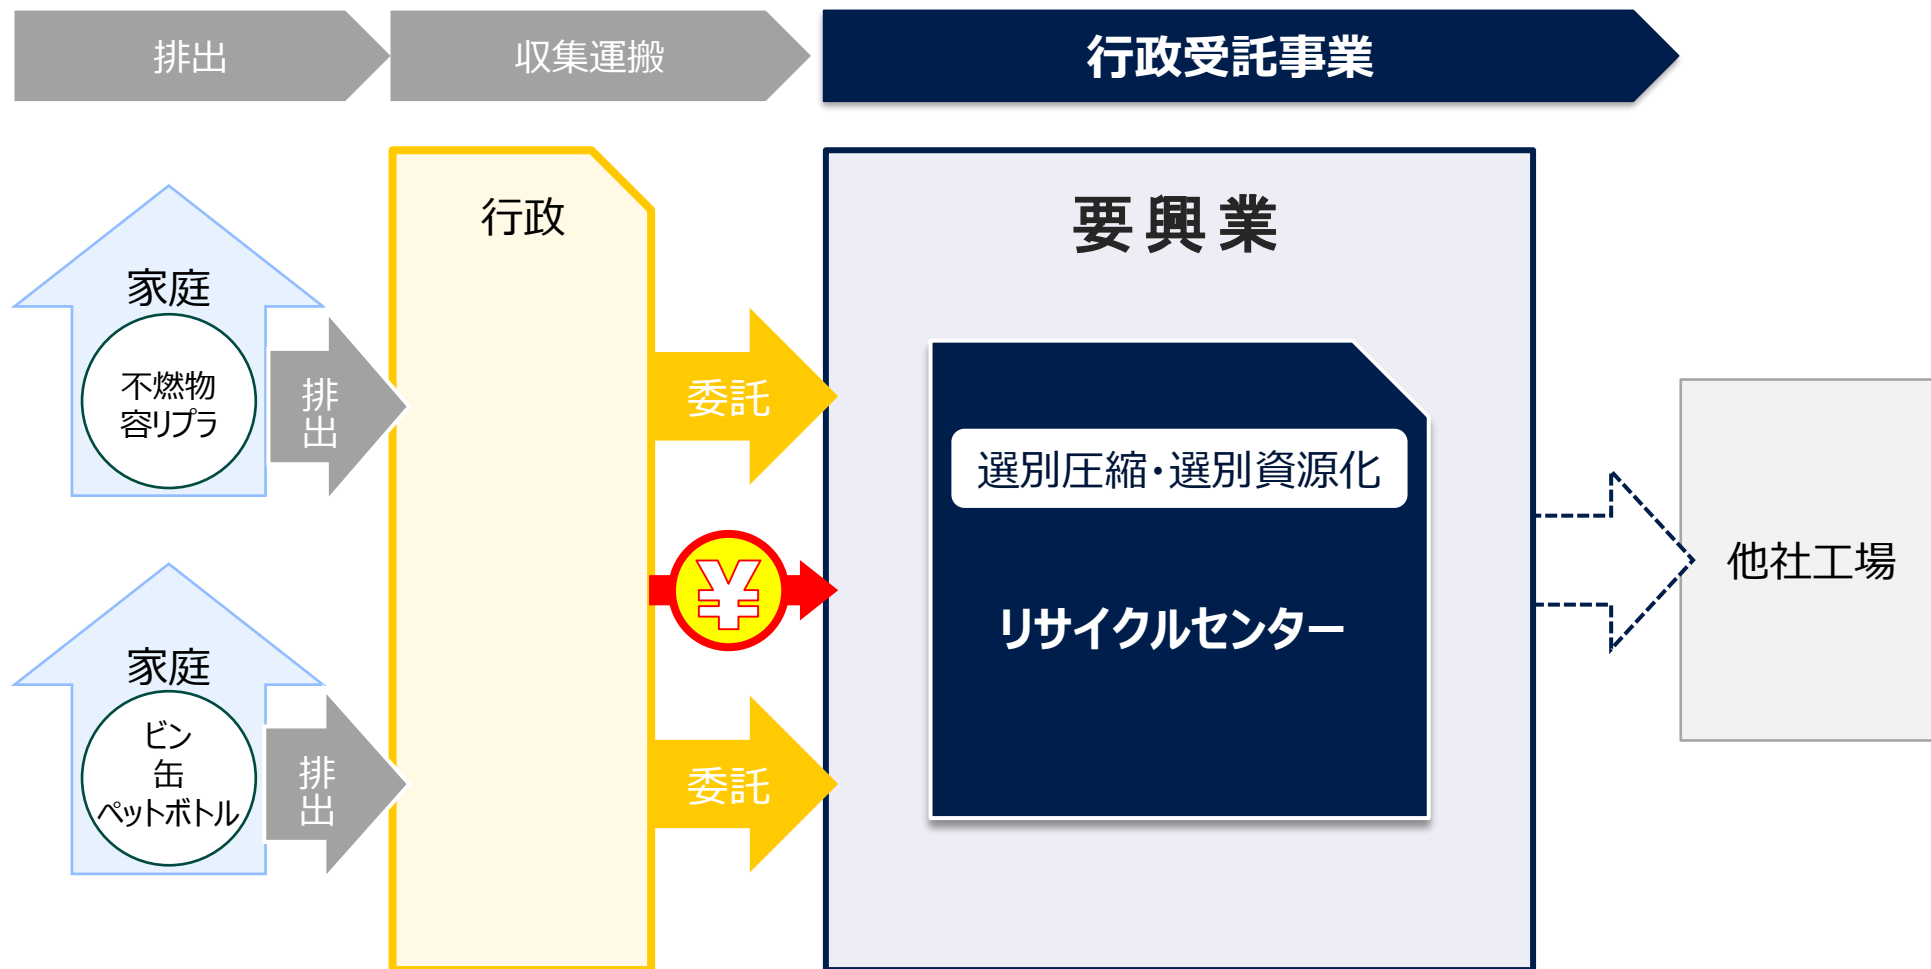 排出
収集運搬
行政受託事業
行政
要興業
家庭
不燃物
容リプラ
排出
委託
選別圧縮・選別資源化
リサイクルセンター
¥
他社工場
家庭
ビン
缶
ペットボトル
排出
委託